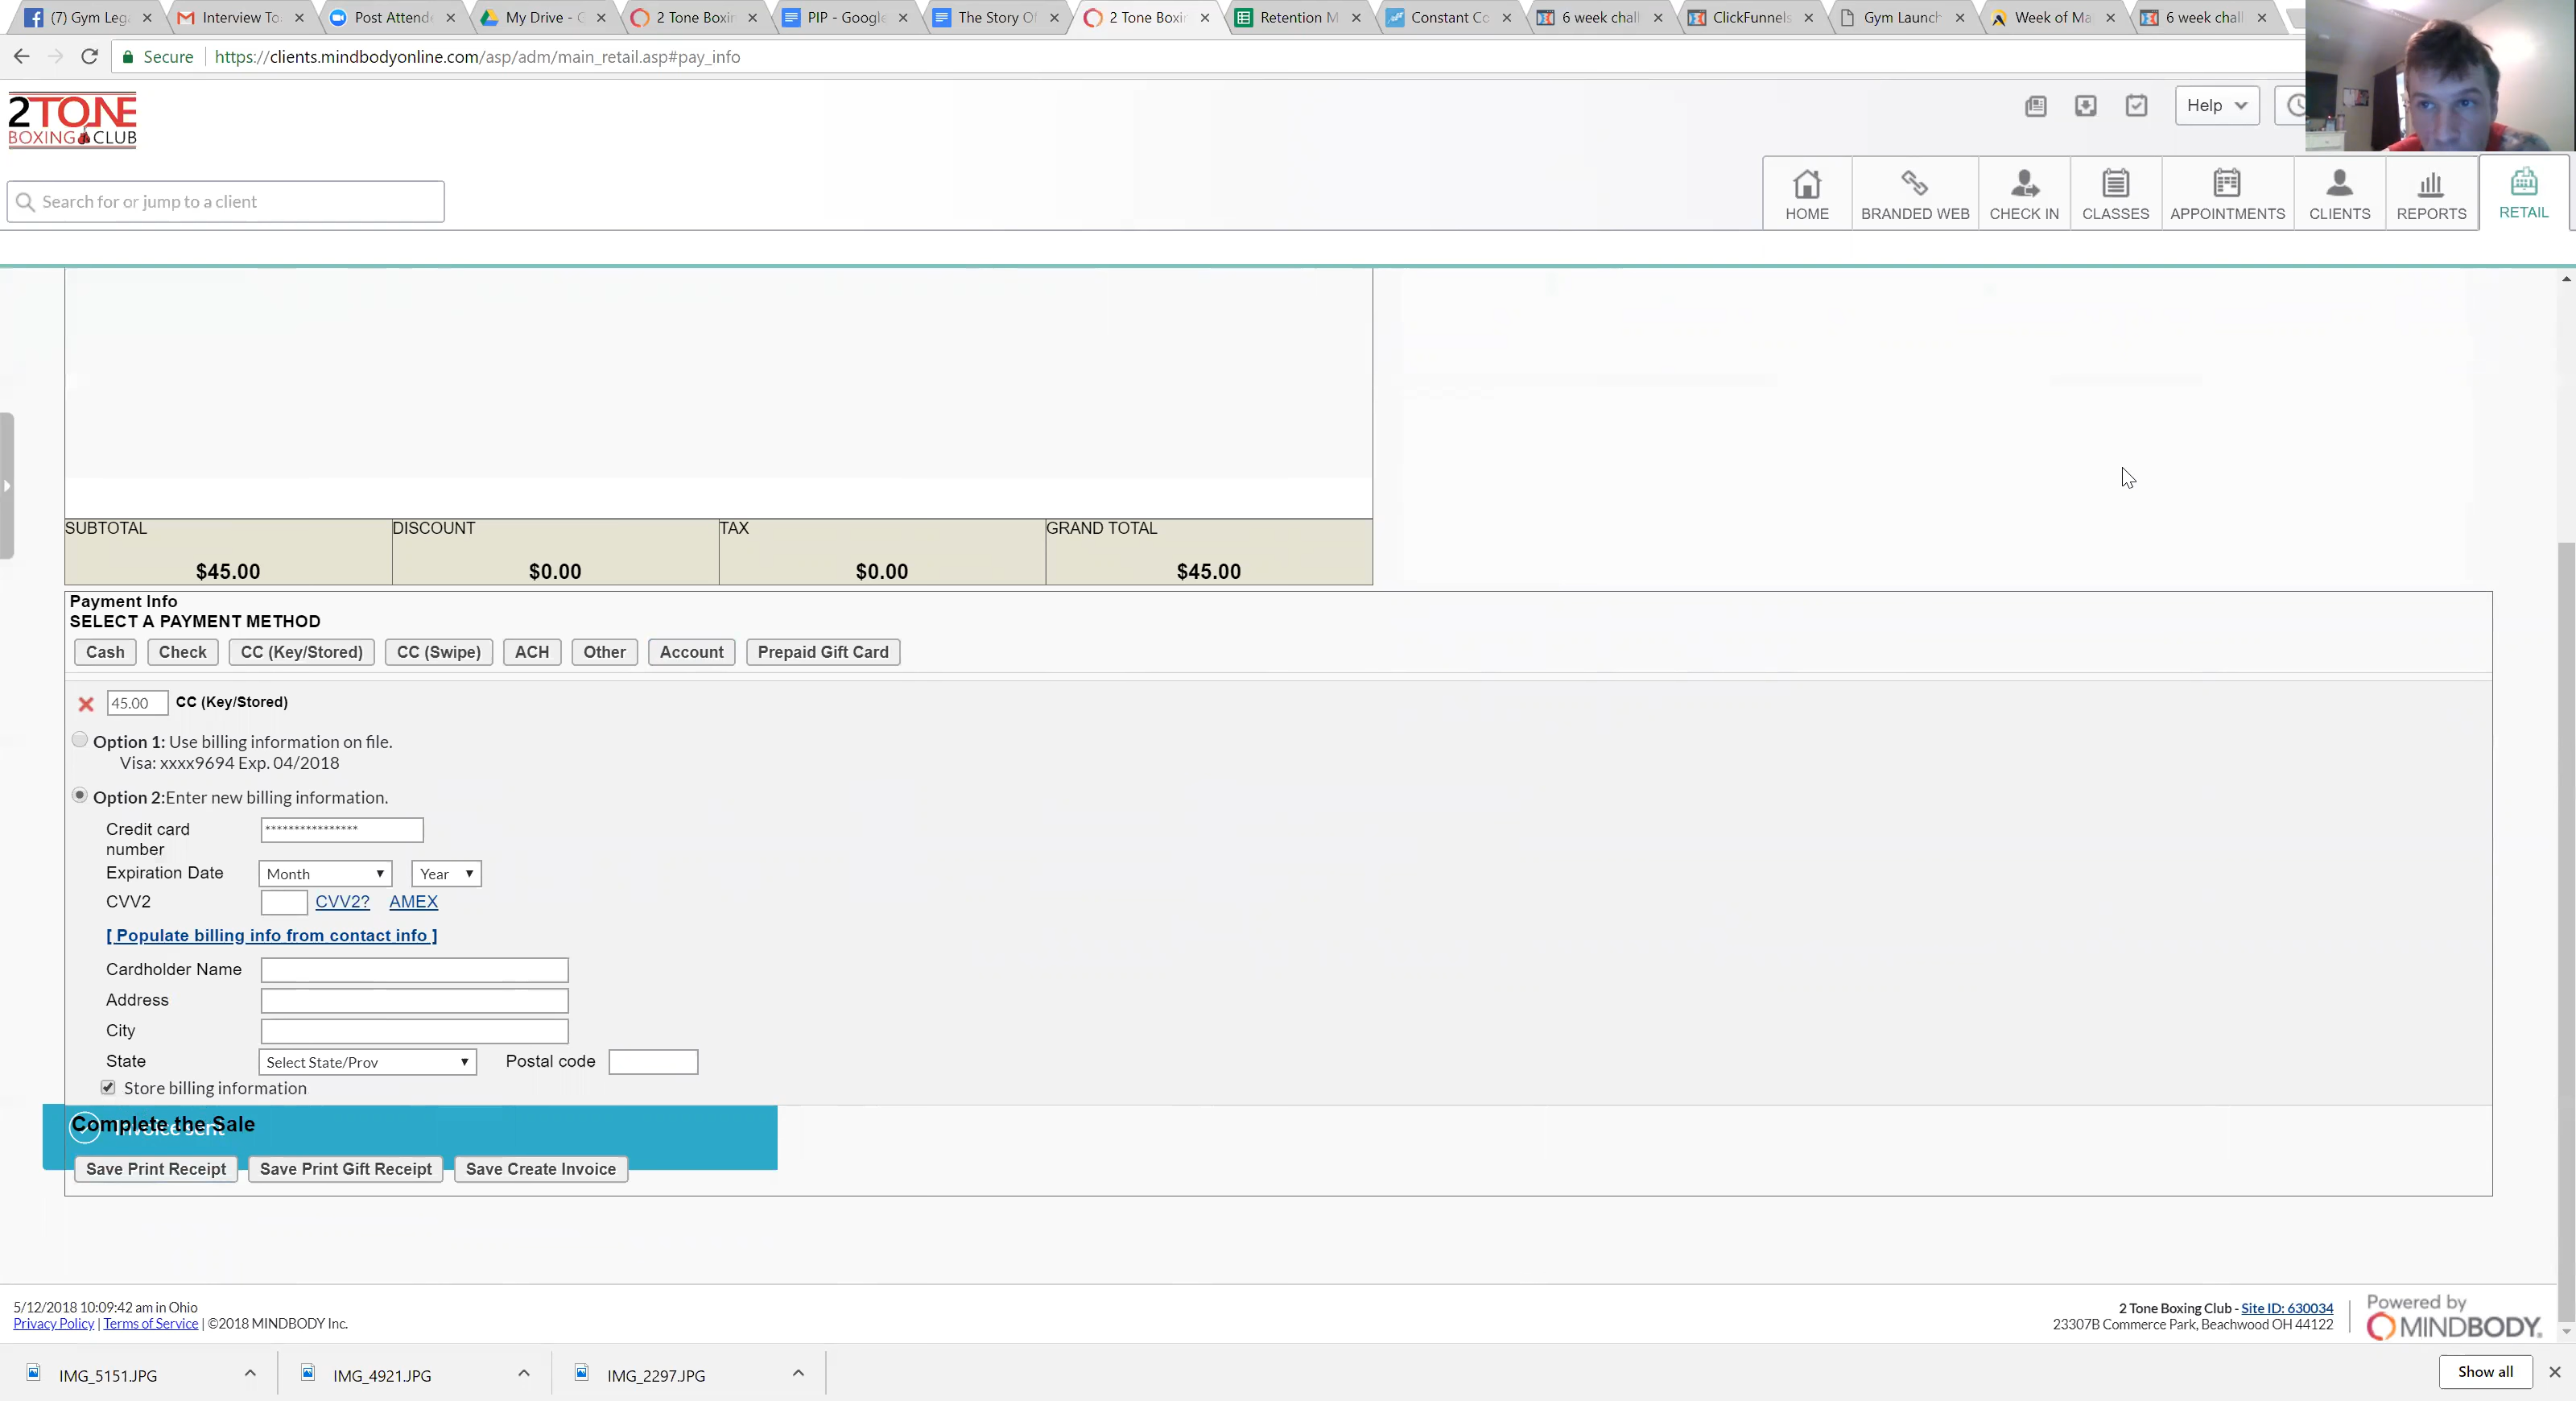 (7) Gym Leg
Interview To
Post Attend
My Drive - G
2 Tone Boxin
PIP - Google
The Story Of
2 Tone Boxin
Retention M
Constant Co
6 week chall
ClickFunnels
Gym Launch
Week of Ma
6 week chall
Secure
https://clients.mindbodyonline.com/asp/adm/main_retail.asp#pay_info
2TONE
BOXING CLUB
Help
Search for or jump to a client
HOME
BRANDED WEB
CHECK IN
CLASSES
APPOINTMENTS
CLIENTS
REPORTS
RETAIL
SUBTOTAL DISCOUNT TAX GRAND TOTAL
$45.00 $0.00 $0.00 $45.00
Payment Info
SELECT A PAYMENT METHOD
Cash Check CC (Key/Stored) CC (Swipe) ACH Other Account Prepaid Gift Card
45.00 CC (Key/Stored)
Option 1: Use billing information on file.
Visa: xxxx9694 Exp. 04/2018
Option 2:Enter new billing information.
Credit card
number
****************
Expiration Date Month Year
CVV2 CVV2? AMEX
[ Populate billing info from contact info ]
Cardholder Name
Address
City
State Select State/Prov Postal code
Store billing information
Complete the Sale
Invoice sent
Save Print Receipt Save Print Gift Receipt Save Create Invoice
5/12/2018 10:09:42 am in Ohio
Privacy Policy | Terms of Service | ©2018 MINDBODY Inc.
2 Tone Boxing Club - Site ID: 630034
23307B Commerce Park, Beachwood OH 44122
Powered by
MINDBODY.
IMG_5151.JPG
IMG_4921.JPG
IMG_2297.JPG
Show all